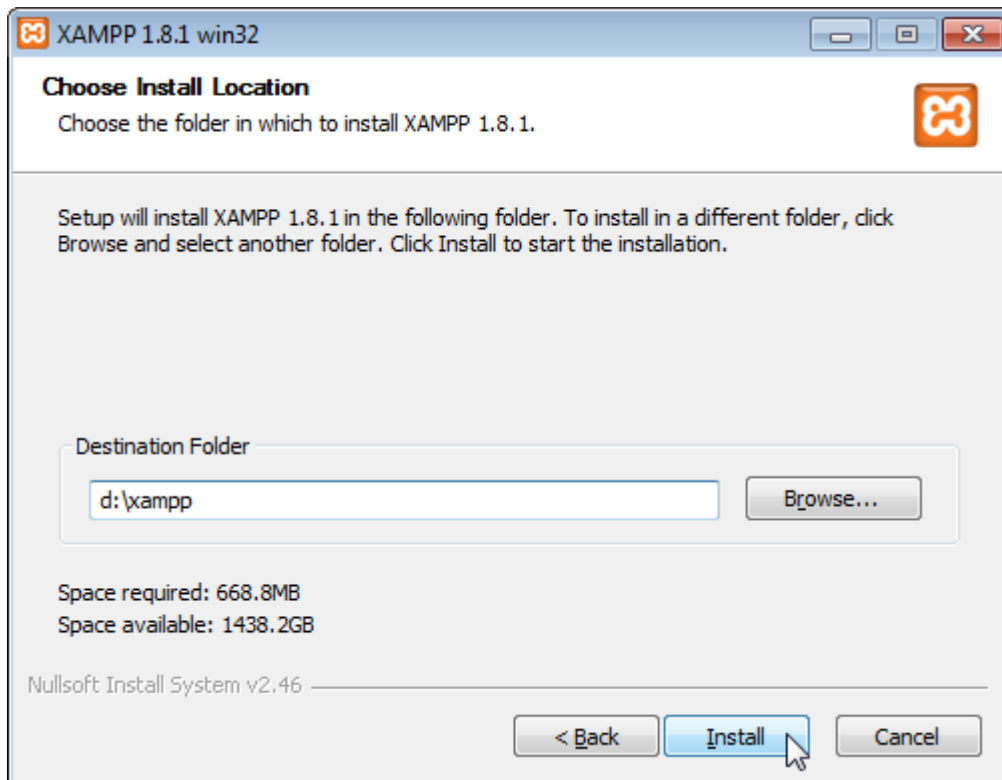 XAMPP 1.8.1 win32
Choose Install Location
Choose the folder in which to install XAMPP 1.8.1.
Setup will install XAMPP 1.8.1 in the following folder. To install in a different folder, click
Browse and select another folder. Click Install to start the installation.
Destination Folder
d:\xampp
Browse...
Space required: 668.8MB
Space available: 1438.2GB
Nullsoft Install System v2.46
< Back
Install
Cancel